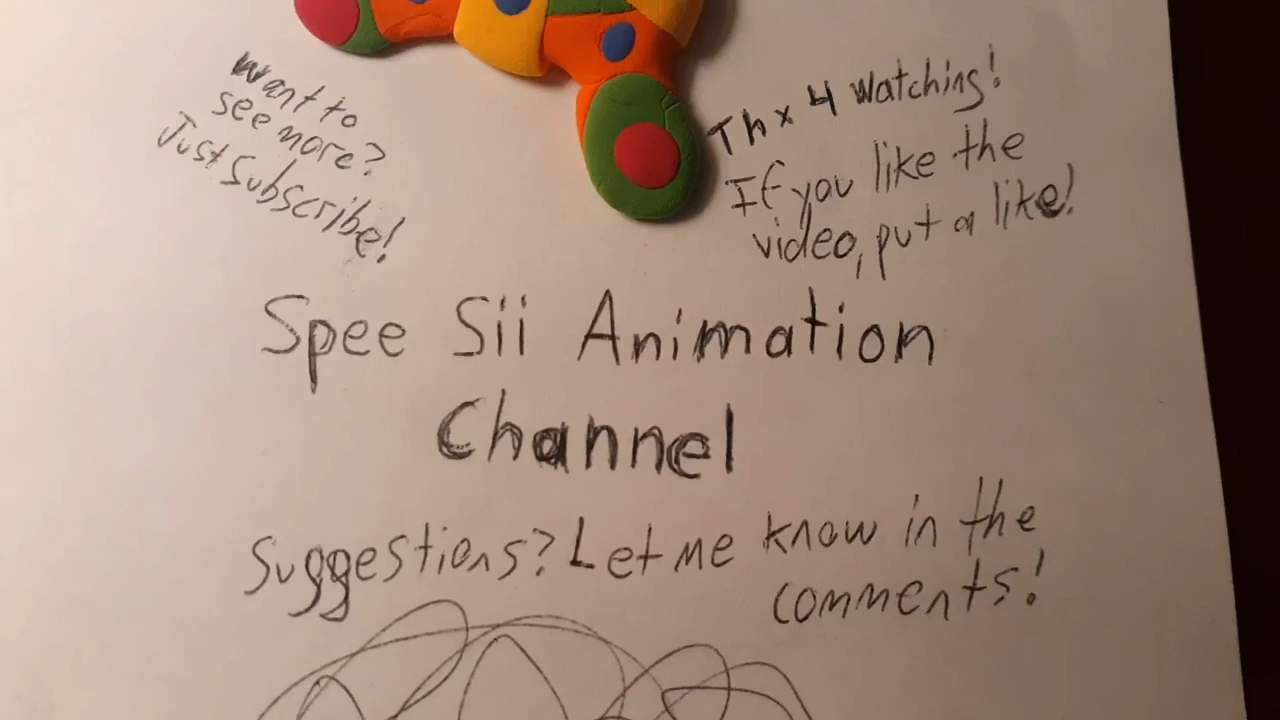 Want to
see more?
Just Subscribe!
Thx 4 Watching!
If you like the
video, put a like!
Spee Sii Animation
Channel
Suggestions? Let me know in the
comments!